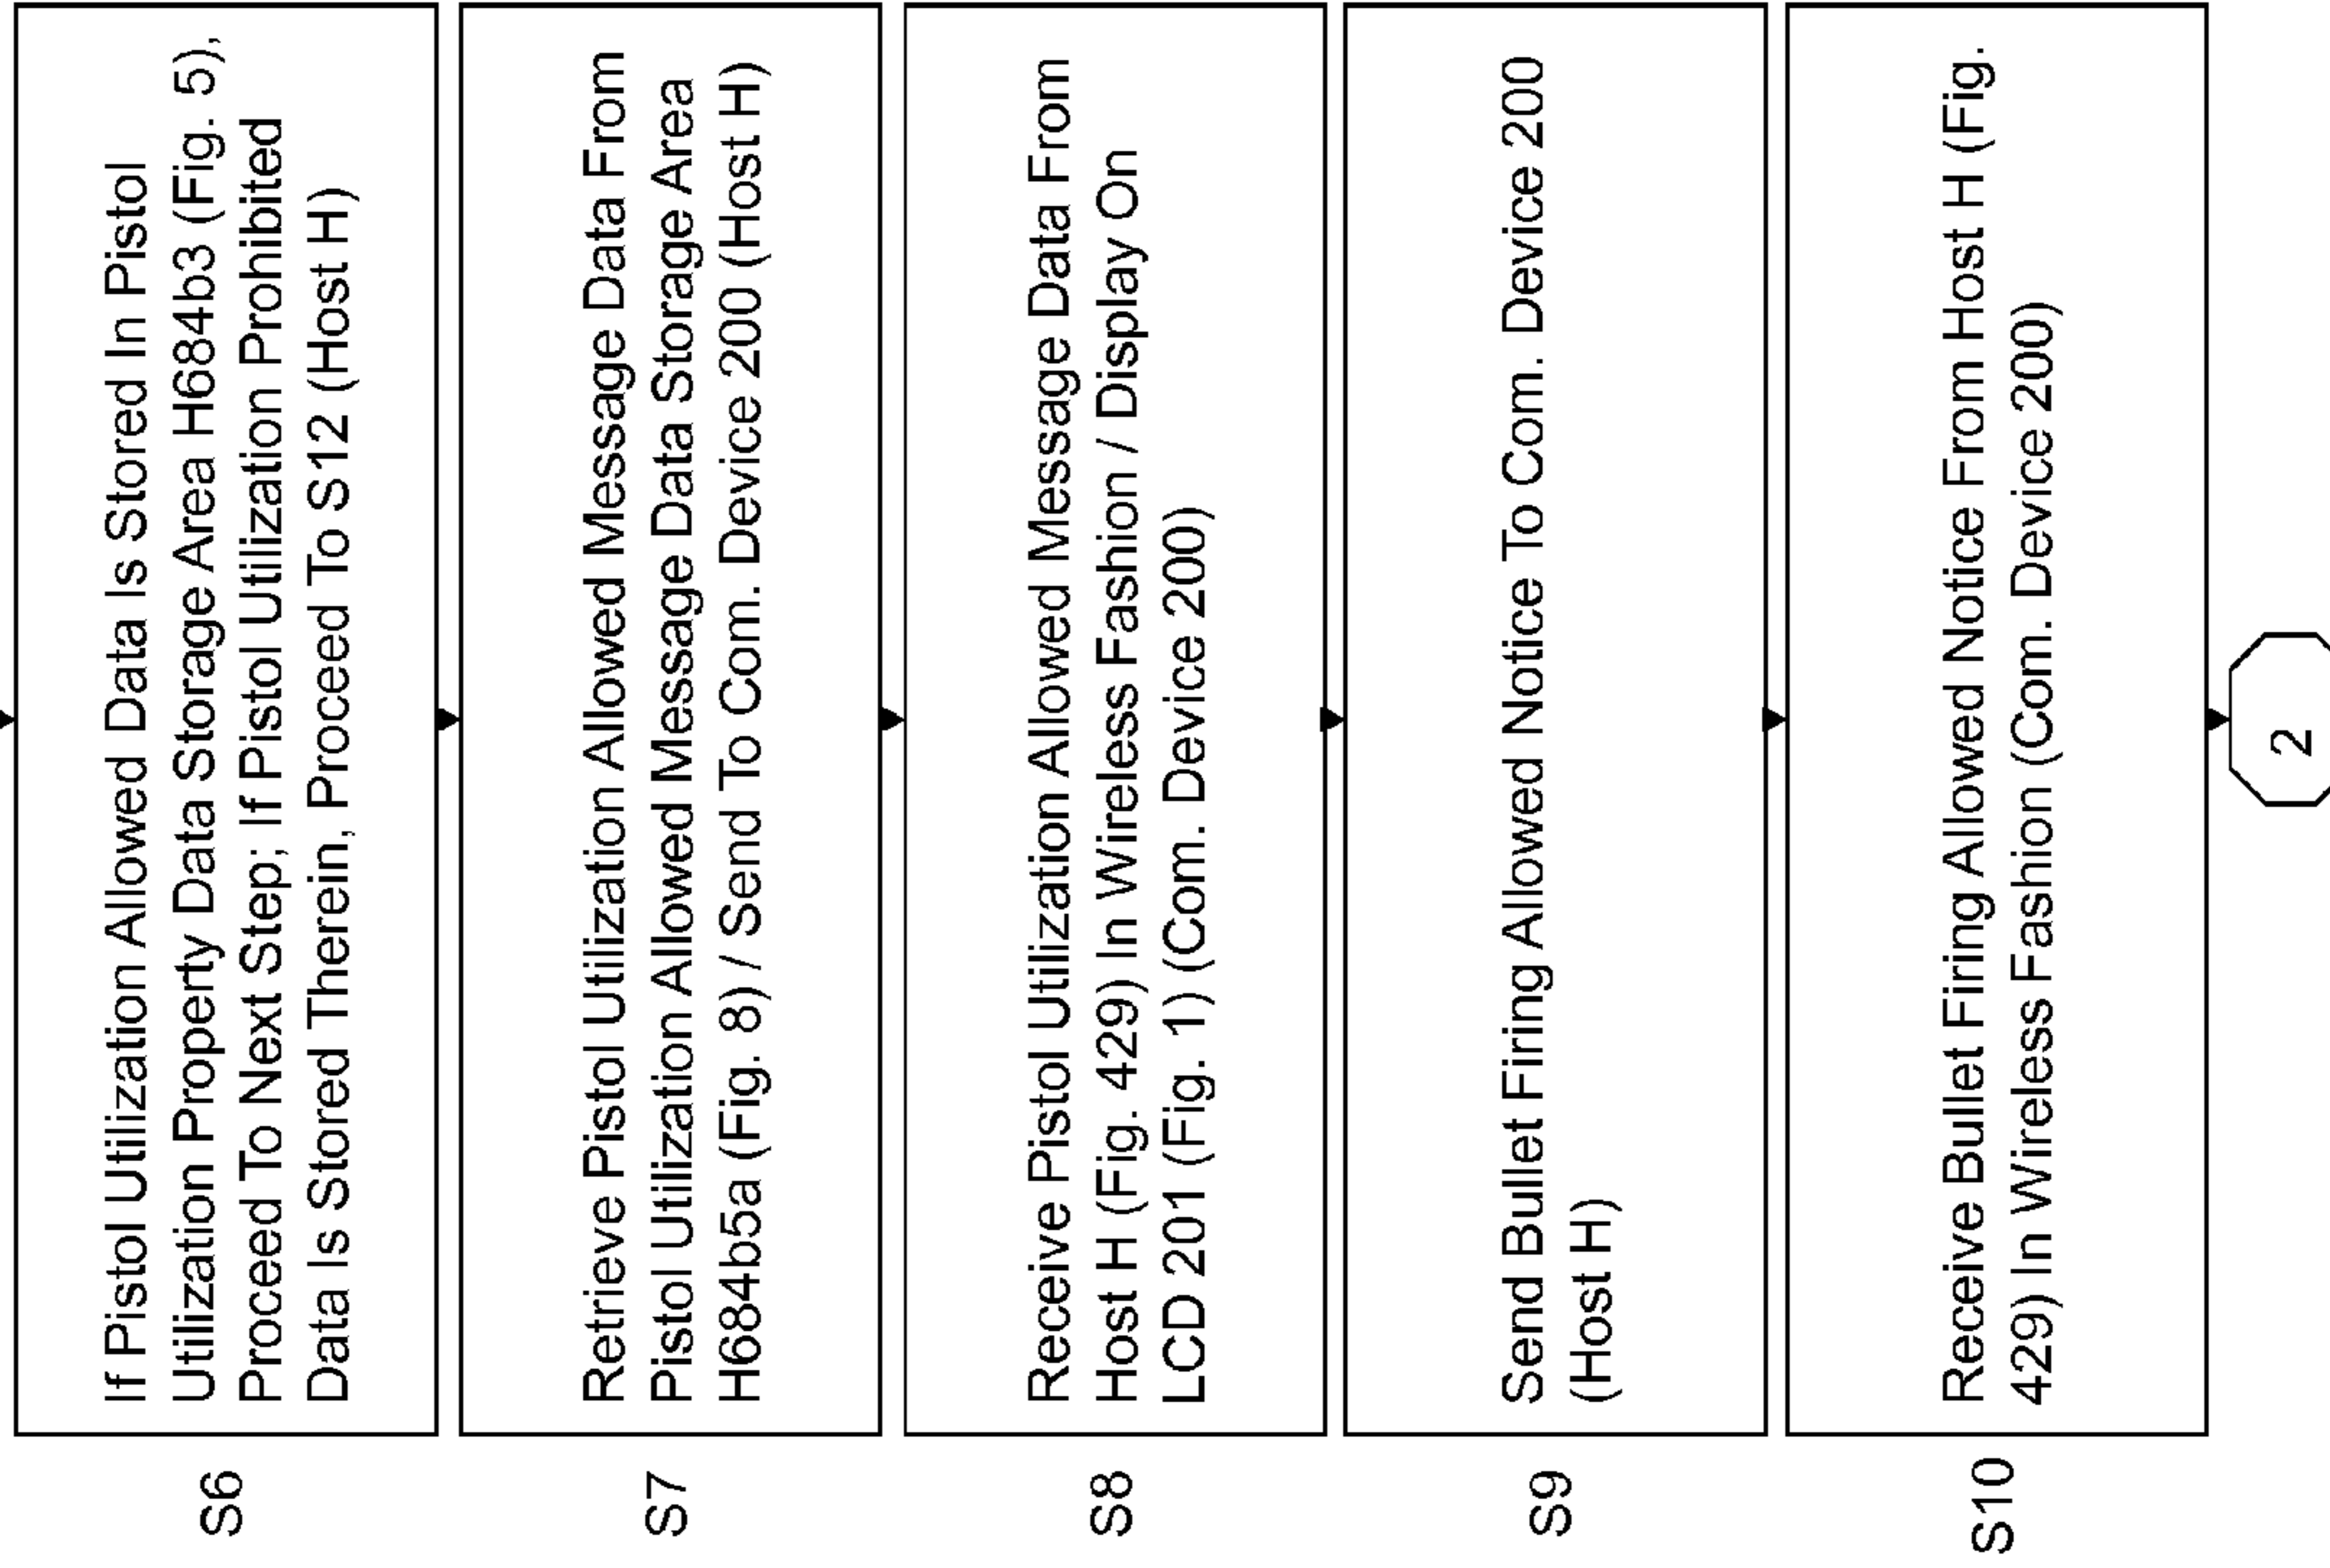 S6
If Pistol Utilization Allowed Data Is Stored In Pistol
Utilization Property Data Storage Area H684b3 (Fig. 5),
Proceed To Next Step; If Pistol Utilization Prohibited
Data Is Stored Therein, Proceed To S12 (Host H)
S7
Retrieve Pistol Utilization Allowed Message Data From
Pistol Utilization Allowed Message Data Storage Area
H684b5a (Fig. 8) / Send To Com. Device 200 (Host H)
S8
Receive Pistol Utilization Allowed Message Data From
Host H (Fig. 429) In Wireless Fashion / Display On
LCD 201 (Fig. 1) (Com. Device 200)
S9
Send Bullet Firing Allowed Notice To Com. Device 200
(Host H)
S10
Receive Bullet Firing Allowed Notice From Host H (Fig.
429) In Wireless Fashion (Com. Device 200)
2